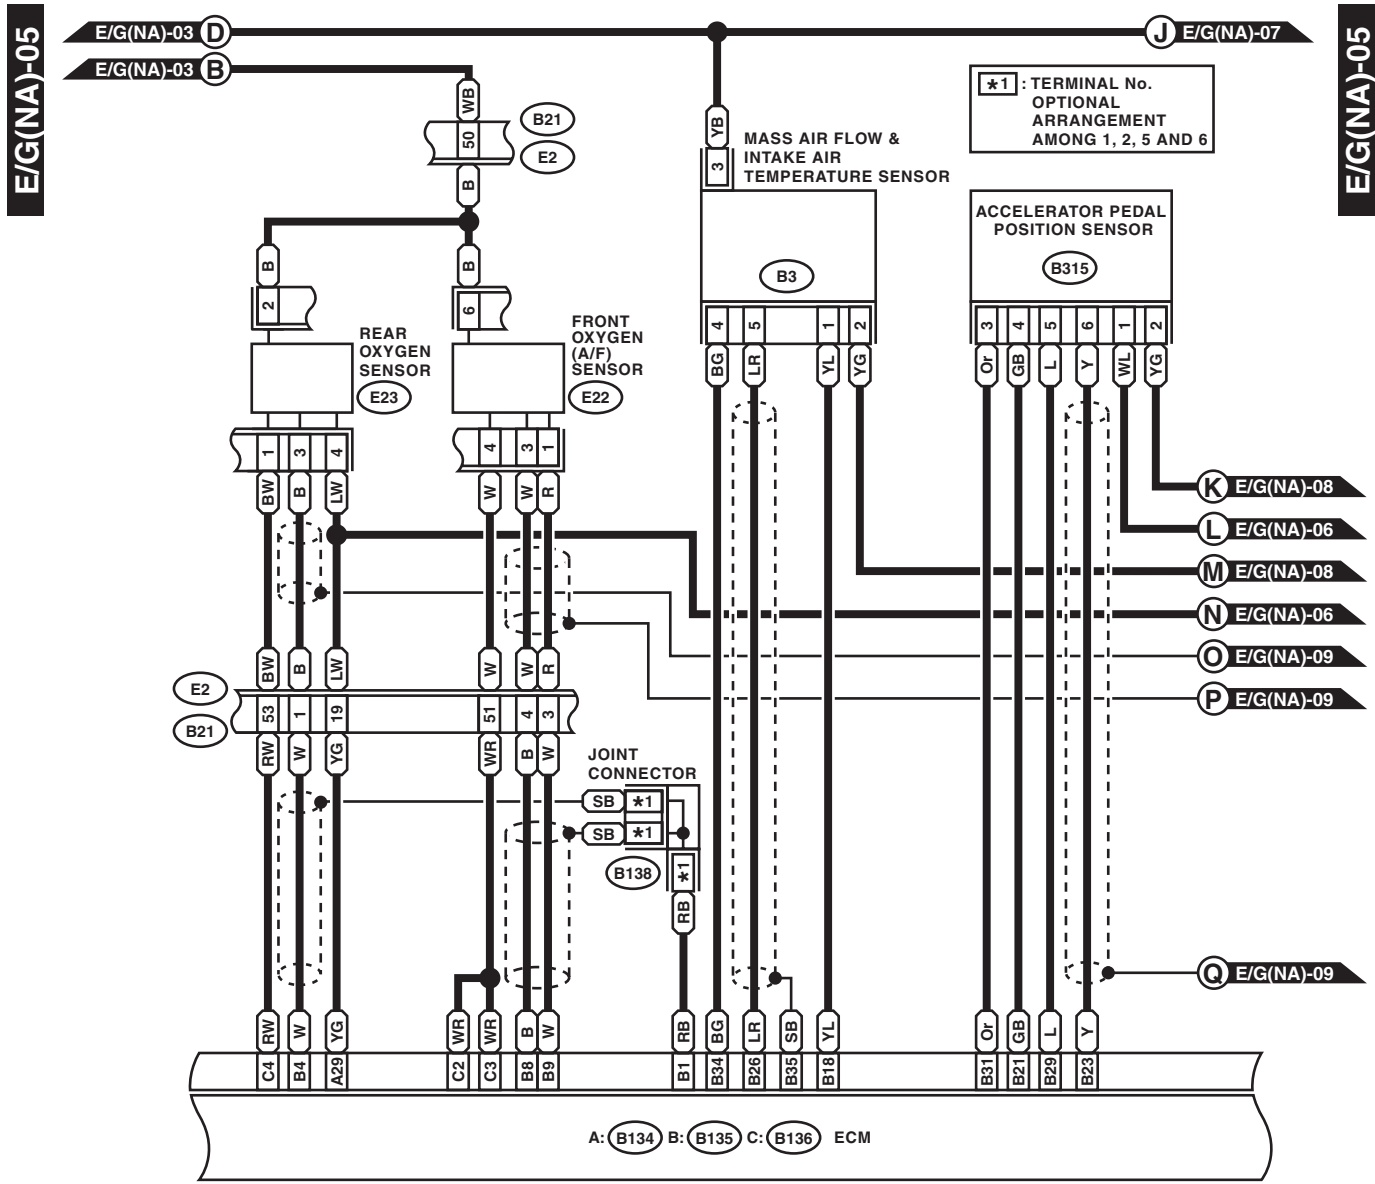 E/G(NA)-05
E/G(NA)-05
E/G(NA)-03 D
J E/G(NA)-07
E/G(NA)-03 B
*1 : TERMINAL No.
OPTIONAL
ARRANGEMENT
AMONG 1, 2, 5 AND 6
WB
50
B21
E2
B
YB
3
MASS AIR FLOW &
INTAKE AIR
TEMPERATURE SENSOR
B3
ACCELERATOR PEDAL
POSITION SENSOR
B315
B B
2 6
REAR
OXYGEN
SENSOR
E23
FRONT
OXYGEN
(A/F)
SENSOR
E22
4 5 1 2
3 4 5 6 1 2
BG LR YL YG
Or GB L Y WL YG
1 3 4
4 3 1
BW B LW
W W R
K E/G(NA)-08
L E/G(NA)-06
M E/G(NA)-08
N E/G(NA)-06
O E/G(NA)-09
P E/G(NA)-09
BW B LW W W R
E2
B21
53 1 19 51 4 3
RW W YG WR B W
JOINT
CONNECTOR
SB *1
SB *1
B138
*1
RB
Q E/G(NA)-09
RW W YG WR WR B W RB BG LR SB YL Or GB L Y
C4 B4 A29 C2 C3 B8 B9 B1 B34 B26 B35 B18 B31 B21 B29 B23
A: B134 B: B135 C: B136 ECM